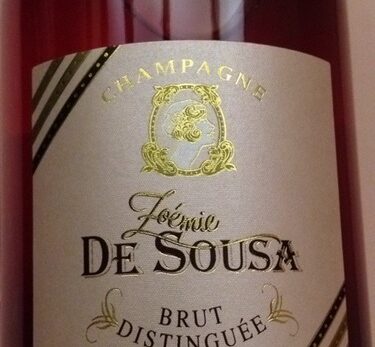 CHAMPAGNE
Zoémie
DE SOUSA
BRUT
DISTINGUÉE